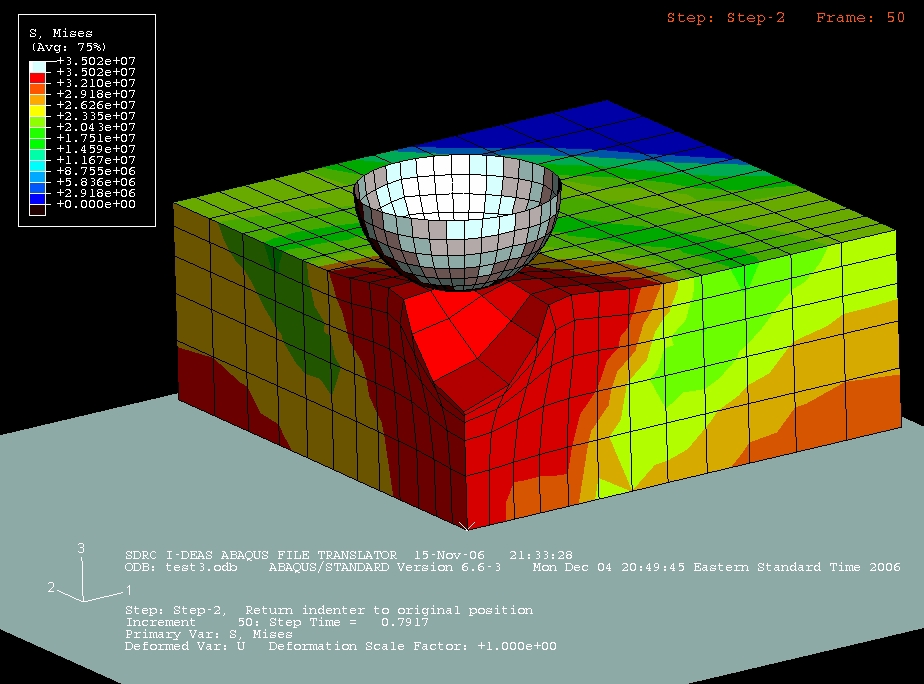 Step: Step-2   Frame: 50
S, Mises
(Avg: 75%)
+3.502e+07
+3.502e+07
+3.210e+07
+2.918e+07
+2.626e+07
+2.335e+07
+2.043e+07
+1.751e+07
+1.459e+07
+1.167e+07
+8.755e+06
+5.836e+06
+2.918e+06
+0.000e+00
3
2
1
SDRC I-DEAS ABAQUS FILE TRANSLATOR  15-Nov-06   21:33:28
ODB: test3.odb    ABAQUS/STANDARD Version 6.6-3    Mon Dec 04 20:49:45 Eastern Standard Time 2006
Step: Step-2,  Return indenter to original position
Increment     50: Step Time =   0.7917
Primary Var: S, Mises
Deformed Var: U   Deformation Scale Factor: +1.000e+00